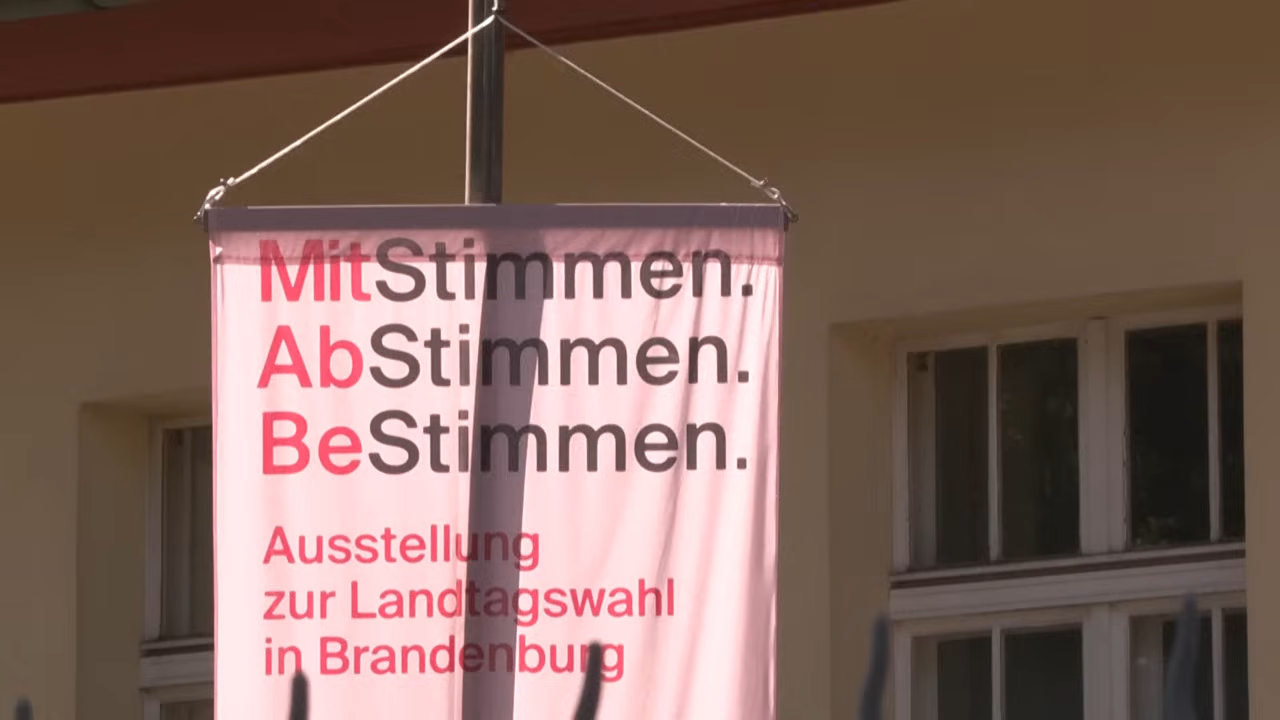 MitStimmen.
AbStimmen.
BeStimmen.
Ausstellung
zur Landtagswahl
in Brandenburg